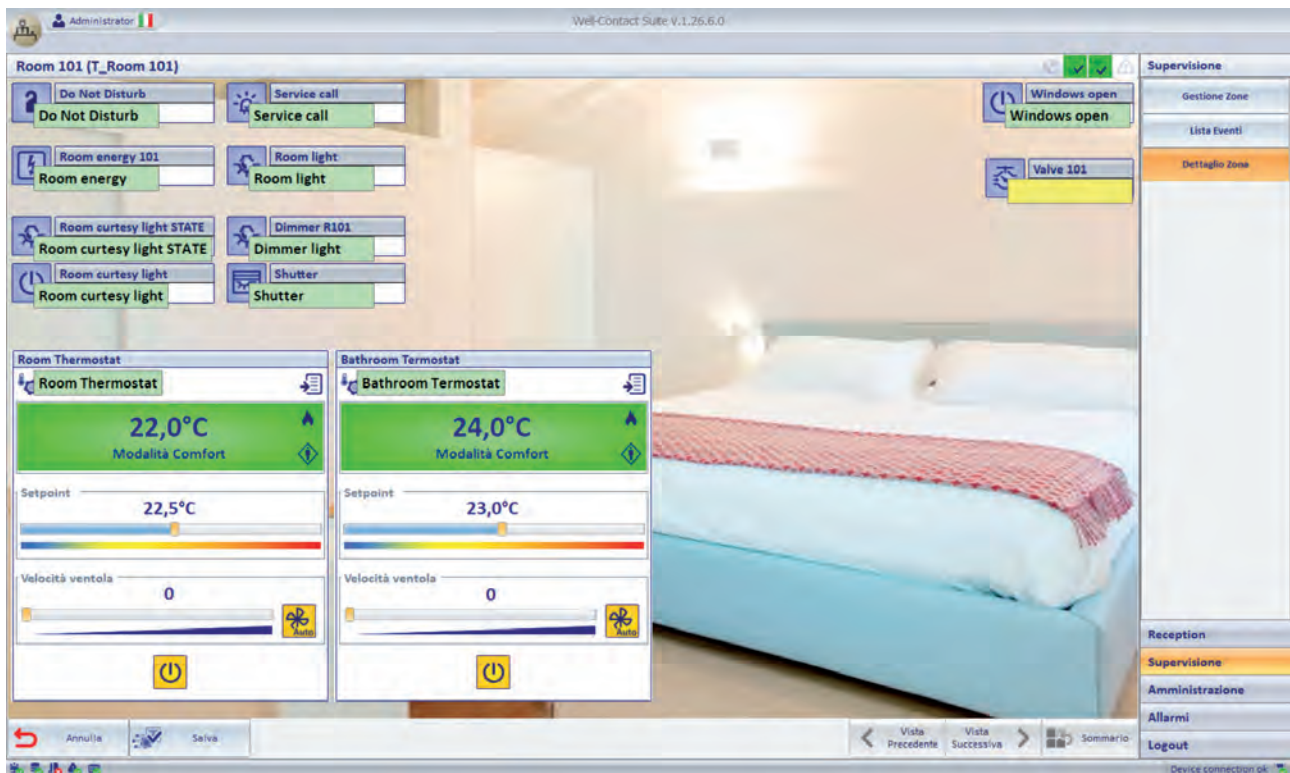 Administrator
Well-Contact Suite v.1.26.6.0
Room 101 (T_Room 101)
Supervisione
Do Not Disturb
Do Not Disturb
Service call
Service call
Windows open
Windows open
Gestione Zone
Lista Eventi
Dettaglio Zona
Room energy 101
Room energy
Room light
Room light
Valve 101
Room curtesy light STATE
Room curtesy light STATE
Dimmer R101
Dimmer light
Room curtesy light
Room curtesy light
Shutter
Shutter
Room Thermostat
Room Thermostat
22,0°C
Modalità Comfort
Setpoint
22,5°C
Velocità ventola
0
Auto
Bathroom Termostat
Bathroom Termostat
24,0°C
Modalità Comfort
Setpoint
23,0°C
Velocità ventola
0
Auto
Reception
Supervisione
Amministrazione
Allarmi
Logout
Annulla
Salva
Vista
Precedente
Vista
Successiva
Sommario
Device connection ok